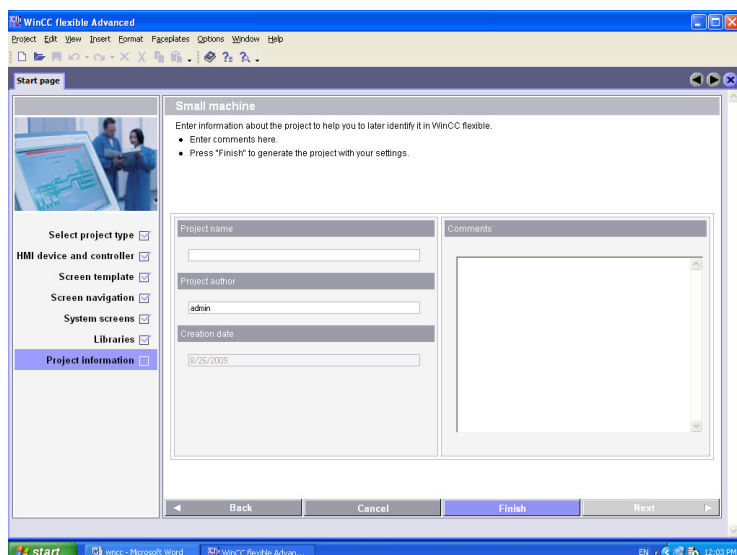 WinCC flexible Advanced
Project Edit View Insert Format Faceplates Options Window Help
Start page
Small machine
Enter information about the project to help you to later identify it in WinCC flexible.
• Enter comments here.
• Press "Finish" to generate the project with your settings.
Select project type
HMI device and controller
Screen template
Screen navigation
System screens
Libraries
Project information
Project name
Project author
admin
Creation date
8/26/2009
Comments
Back Cancel Finish Next
start wncc - Microsoft Word WinCC flexible Advan... EN 12:03 PM